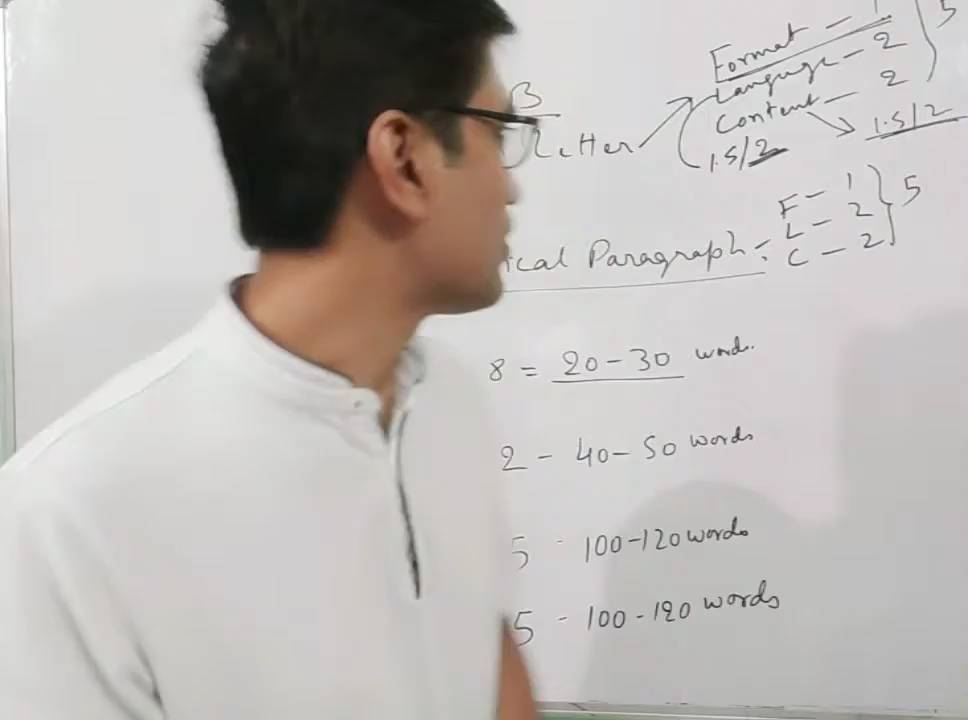 Format - 1
5
Language - 2
B
Content - 2
Letter
1.5/2
1.5/2
F - 1
L - 2
5
C - 2
ical Paragraph :-
8 = 20-30 words.
2 - 40-50 words
5 - 100-120 words
5 - 100-120 words